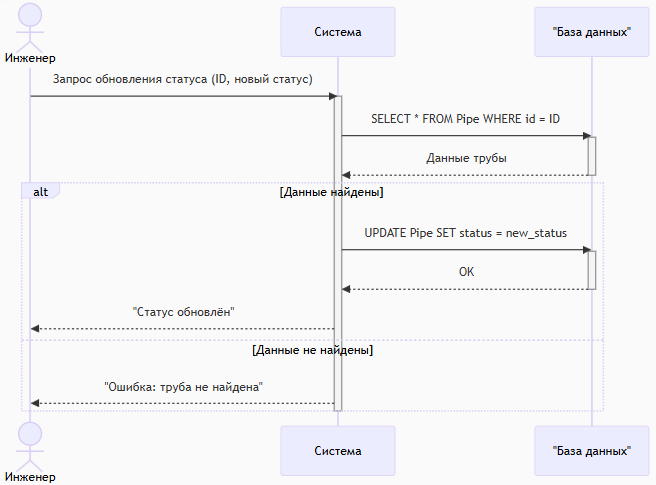 Инженер
Система
"База данных"
Запрос обновления статуса (ID, новый статус)
SELECT * FROM Pipe WHERE id = ID
Данные трубы
alt
[Данные найдены]
UPDATE Pipe SET status = new_status
OK
"Статус обновлён"
[Данные не найдены]
"Ошибка: труба не найдена"
Инженер
Система
"База данных"